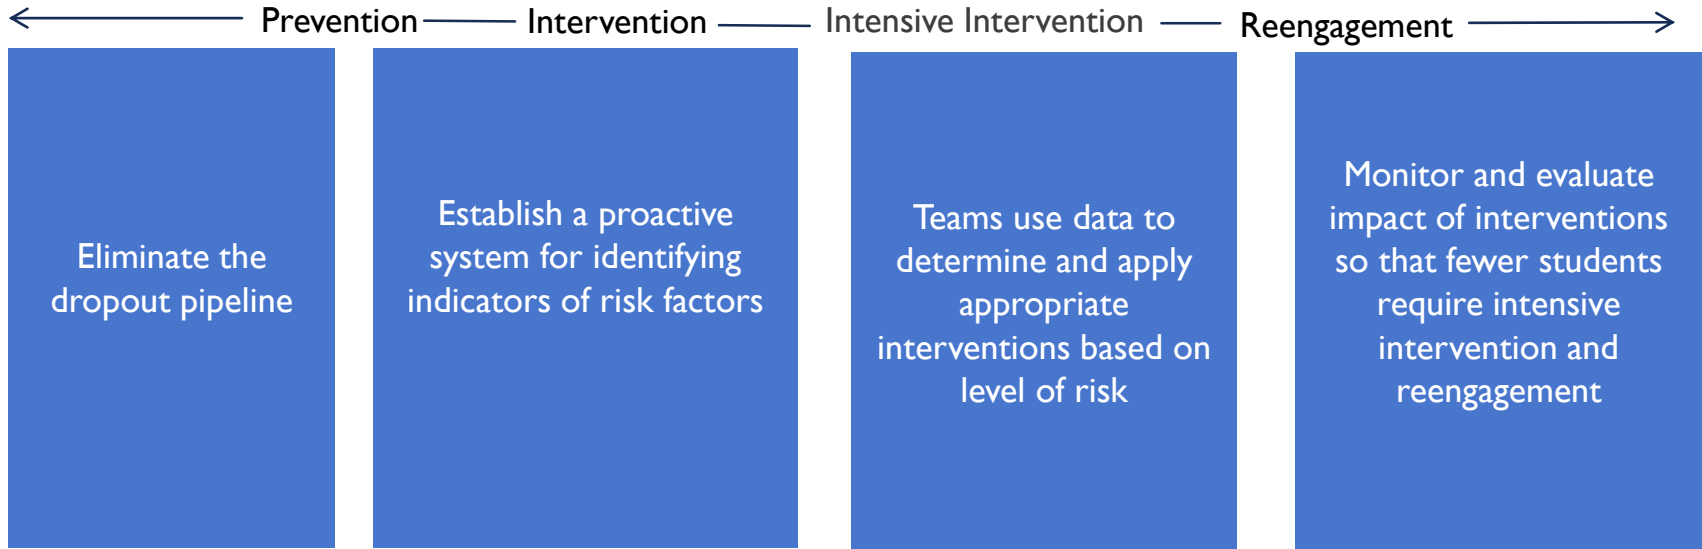 Prevention Intervention Intensive Intervention Reengagement
Eliminate the
dropout pipeline
Establish a proactive
system for identifying
indicators of risk factors
Teams use data to
determine and apply
appropriate
interventions based on
level of risk
Monitor and evaluate
impact of interventions
so that fewer students
require intensive
intervention and
reengagement